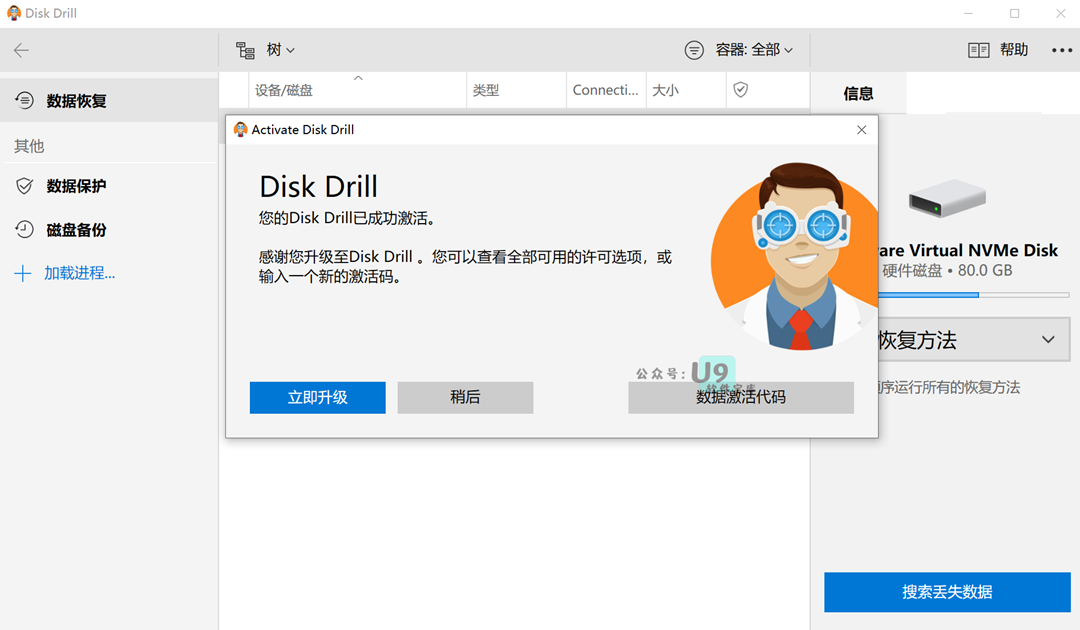 Disk Drill
树
容器: 全部
帮助
数据恢复
其他
数据保护
磁盘备份
加载进程...
设备/磁盘
类型
Connecti...
大小
信息
Activate Disk Drill
Disk Drill
您的Disk Drill已成功激活。
感谢您升级至Disk Drill 。您可以查看全部可用的许可选项，或
输入一个新的激活码。
公众号:
U9
软件宝库
立即升级
稍后
数据激活代码
are Virtual NVMe Disk
硬件磁盘 • 80.0 GB
恢复方法
序运行所有的恢复方法
搜索丢失数据